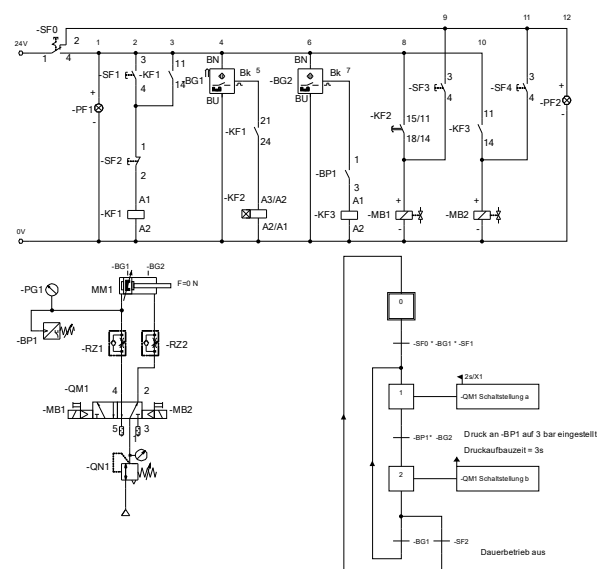 -SF0
2
1
4
24V
1 2 3 4 5 6 7 8 9 10 11 12
-PF1
+
-
3
-SF1
4
-KF1
11
14
-SF2
1
2
-KF1
A1
A2
BN
-BG1
Bk
BU
-KF1
21
24
-KF2
A3/A2
A2/A1
BN
-BG2
Bk
BU
-BP1
1
3
-KF3
A1
A2
-KF2
15/11
18/14
-SF3
3
4
-MB1
+
-
-KF3
11
14
-SF4
3
4
-MB2
+
-
-PF2
+
-
0V
-BG1 -BG2
-PG1
MM1
F=0 N
-BP1
-RZ1
-RZ2
-QM1
4 2
-MB1
-MB2
5 3
1
-QN1
0
-SF0 * -BG1 * -SF1
2s/X1
1
-QM1 Schaltstellung a
-BP1* -BG2
Druck an -BP1 auf 3 bar eingestellt
Druckaufbauzeit = 3s
2
-QM1 Schaltstellung b
-BG1
-SF2
Dauerbetrieb aus